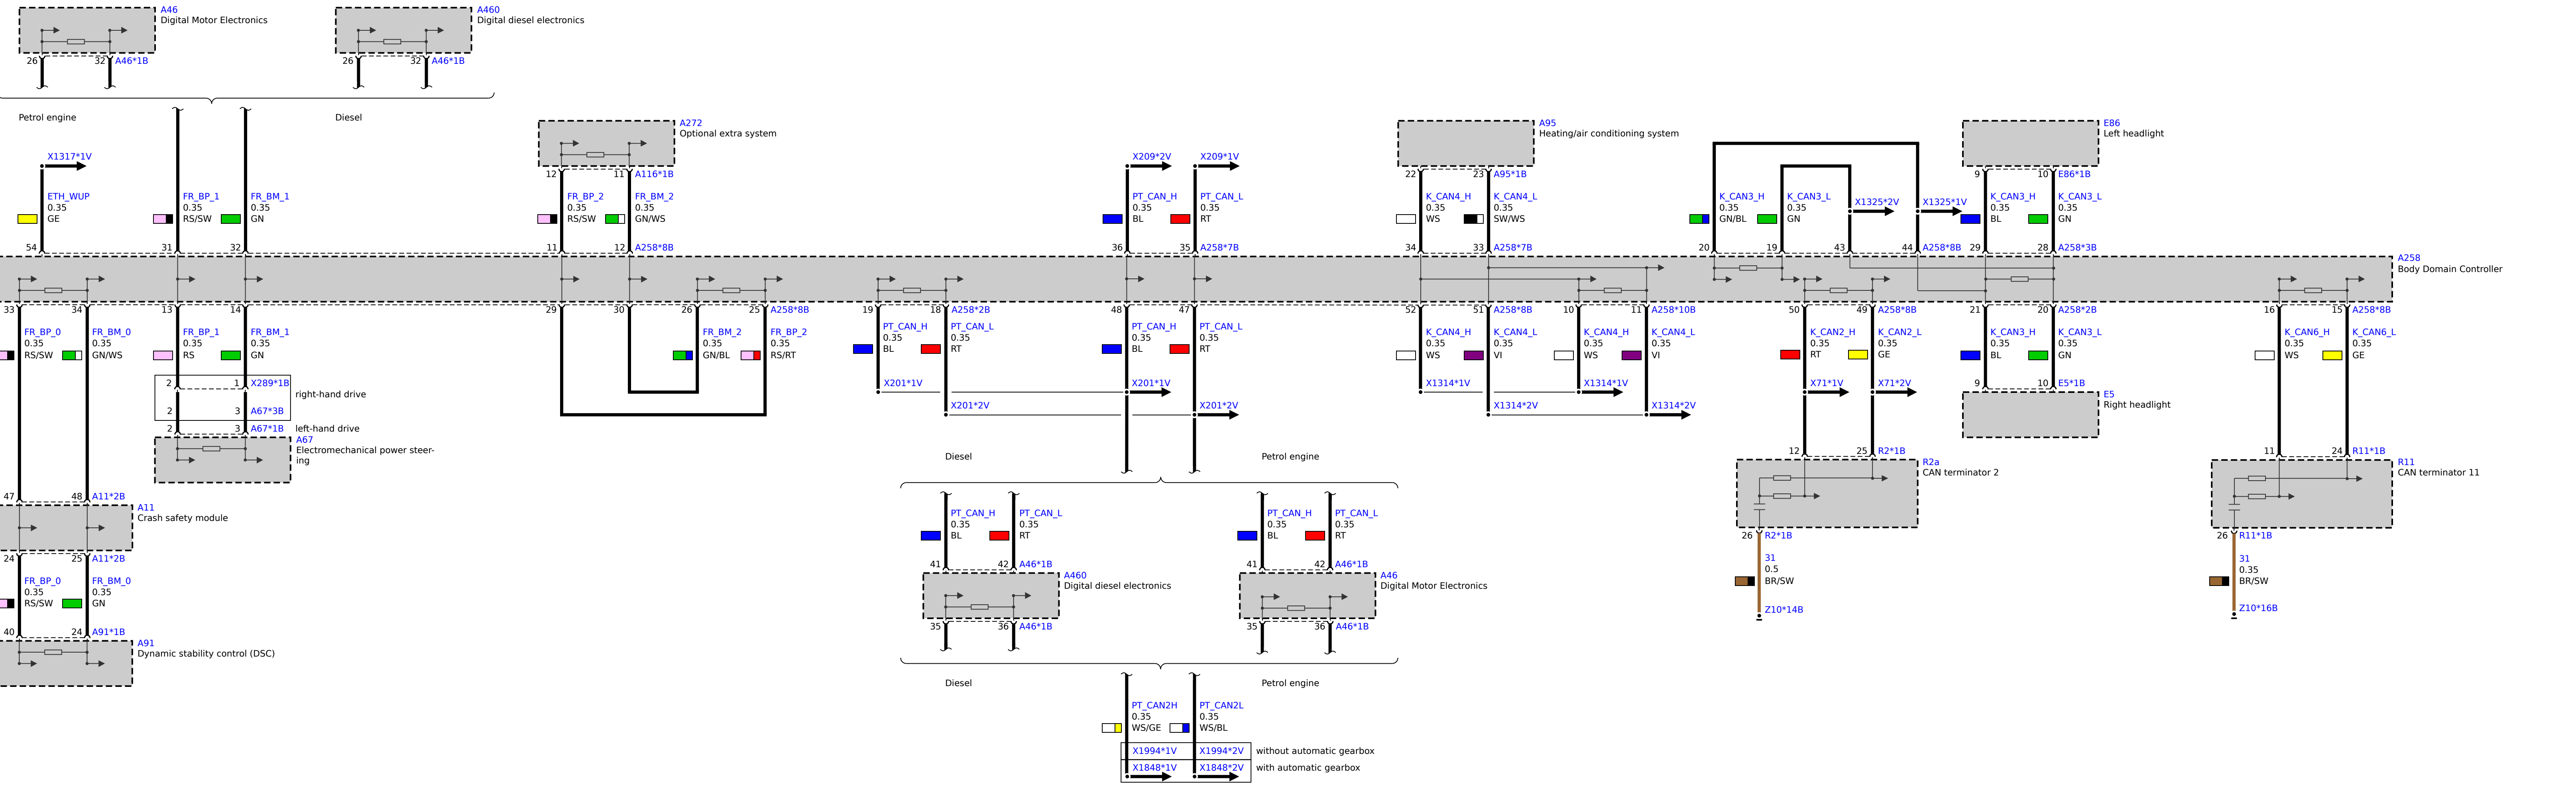 A46
Digital Motor Electronics
A460
Digital diesel electronics
26 32 A46*1B
26 32 A46*1B
Petrol engine
Diesel
A272
Optional extra system
A95
Heating/air conditioning system
E86
Left headlight
X1317*1V
X209*2V
X209*1V
12 11 A116*1B
22 23 A95*1B
9 10 E86*1B
ETH_WUP
0.35
GE
FR_BP_1
0.35
RS/SW
FR_BM_1
0.35
GN
FR_BP_2
0.35
RS/SW
FR_BM_2
0.35
GN/WS
PT_CAN_H
0.35
BL
PT_CAN_L
0.35
RT
K_CAN4_H
0.35
WS
K_CAN4_L
0.35
SW/WS
K_CAN3_H
0.35
GN/BL
K_CAN3_L
0.35
GN
X1325*2V
X1325*1V
K_CAN3_H
0.35
BL
K_CAN3_L
0.35
GN
54 31 32 11 12 A258*8B 36 35 A258*7B 34 33 A258*7B 20 19 43 44 A258*8B 29 28 A258*3B
A258
Body Domain Controller
33 34 13 14 29 30 26 25 A258*8B 19 18 A258*2B 48 47 52 51 A258*8B 10 11 A258*10B 50 49 A258*8B 21 20 A258*2B 16 15 A258*8B
FR_BP_0
0.35
RS/SW
FR_BM_0
0.35
GN/WS
FR_BP_1
0.35
RS
FR_BM_1
0.35
GN
FR_BM_2
0.35
GN/BL
FR_BP_2
0.35
RS/RT
PT_CAN_H
0.35
BL
PT_CAN_L
0.35
RT
PT_CAN_H
0.35
BL
PT_CAN_L
0.35
RT
K_CAN4_H
0.35
WS
K_CAN4_L
0.35
VI
K_CAN4_H
0.35
WS
K_CAN4_L
0.35
VI
K_CAN2_H
0.35
RT
K_CAN2_L
0.35
GE
K_CAN3_H
0.35
BL
K_CAN3_L
0.35
GN
K_CAN6_H
0.35
WS
K_CAN6_L
0.35
GE
2 1 X289*1B
right-hand drive
2 3 A67*3B
2 3 A67*1B
left-hand drive
A67
Electromechanical power steer-
ing
X201*1V
X201*1V
X201*2V
X201*2V
X1314*1V
X1314*1V
X1314*2V
X1314*2V
X71*1V
X71*2V
9 10 E5*1B
E5
Right headlight
Diesel
Petrol engine
12 25 R2*1B
R2a
CAN terminator 2
11 24 R11*1B
R11
CAN terminator 11
47 48 A11*2B
A11
Crash safety module
24 25 A11*2B
PT_CAN_H
0.35
BL
PT_CAN_L
0.35
RT
PT_CAN_H
0.35
BL
PT_CAN_L
0.35
RT
26 R2*1B
31
0.5
BR/SW
Z10*14B
26 R11*1B
31
0.35
BR/SW
Z10*16B
FR_BP_0
0.35
RS/SW
FR_BM_0
0.35
GN
40 24 A91*1B
A91
Dynamic stability control (DSC)
41 42 A46*1B
A460
Digital diesel electronics
41 42 A46*1B
A46
Digital Motor Electronics
35 36 A46*1B
35 36 A46*1B
Diesel
Petrol engine
PT_CAN2H
0.35
WS/GE
PT_CAN2L
0.35
WS/BL
X1994*1V X1994*2V without automatic gearbox
X1848*1V X1848*2V with automatic gearbox